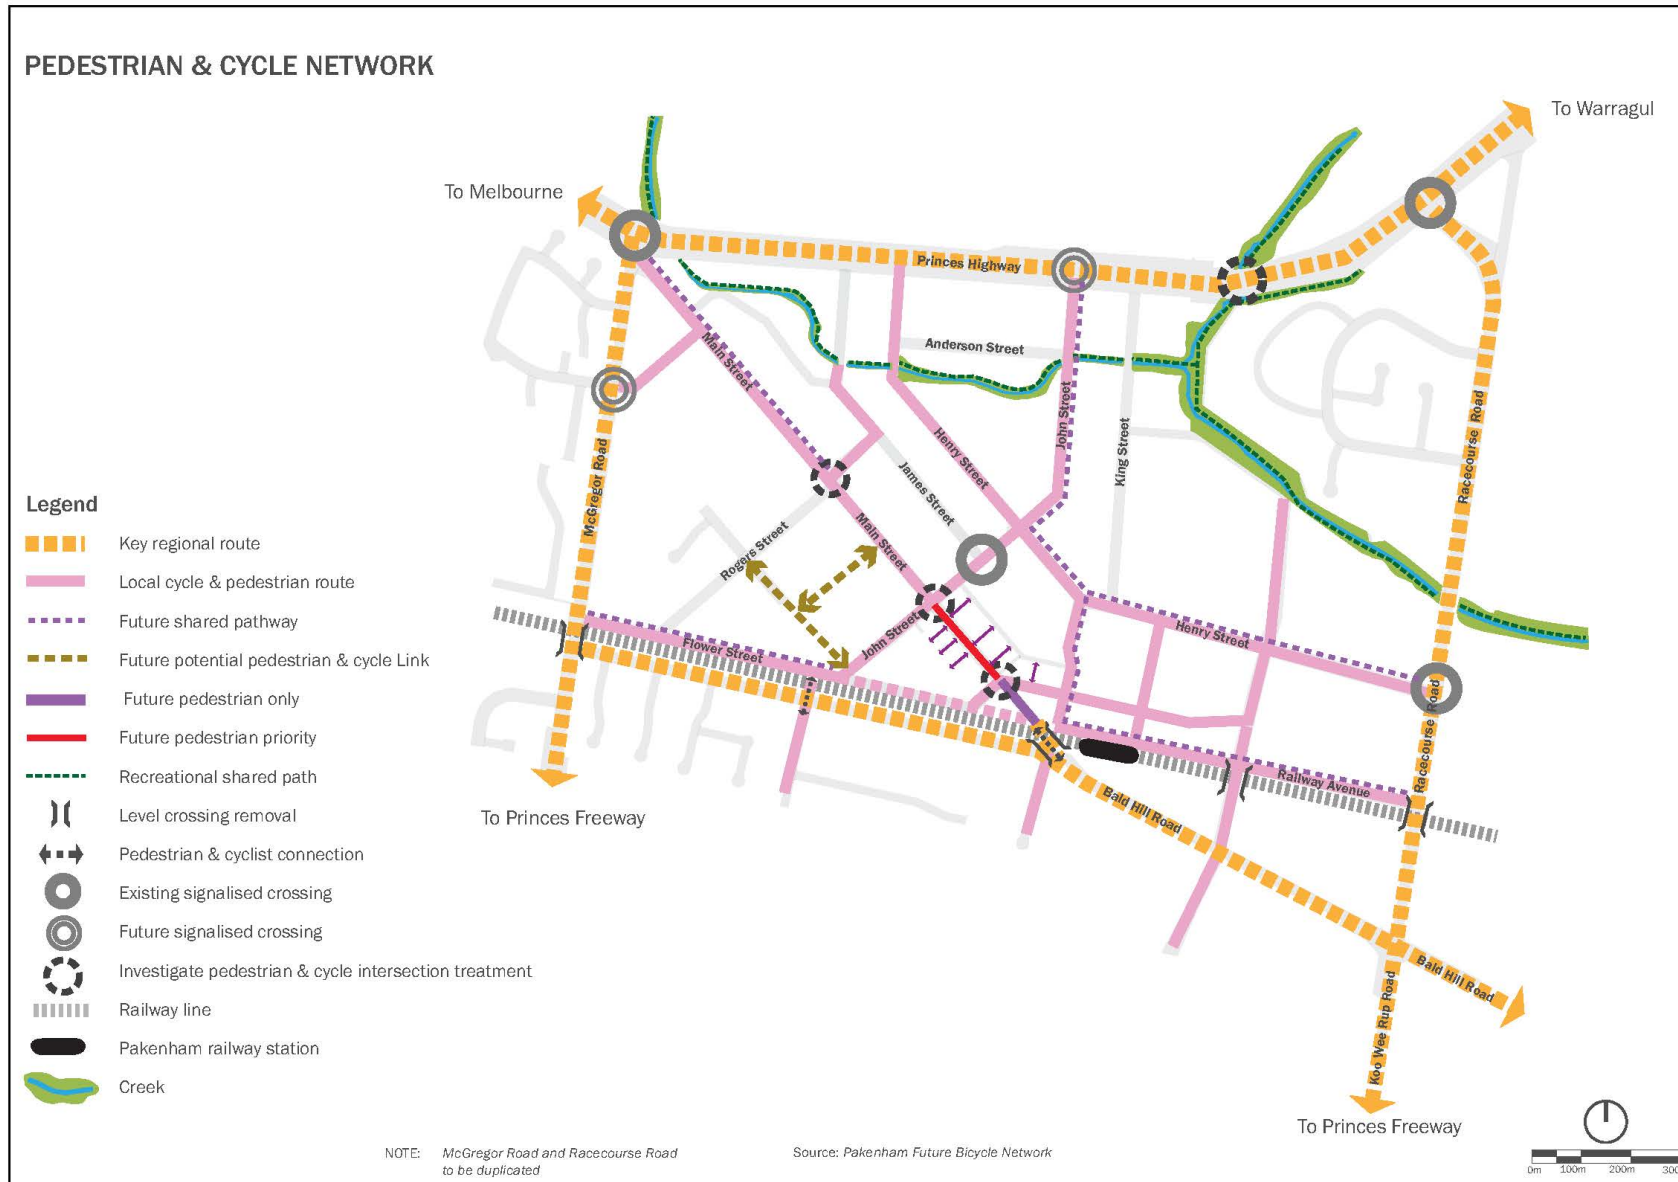 PEDESTRIAN & CYCLE NETWORK
To Warragul
To Melbourne
Princes Highway
Anderson Street
Main Street
John Street
Henry Street
King Street
Racecourse Road
James Street
McGregor Road
Main Street
Rogers Street
John Street
Flower Street
Henry Street
Racecourse Road
Railway Avenue
Bald Hill Road
Bald Hill Road
Koo Wee Rup Road
To Princes Freeway
To Princes Freeway
Legend
Key regional route
Local cycle & pedestrian route
Future shared pathway
Future potential pedestrian & cycle Link
Future pedestrian only
Future pedestrian priority
Recreational shared path
Level crossing removal
Pedestrian & cyclist connection
Existing signalised crossing
Future signalised crossing
Investigate pedestrian & cycle intersection treatment
Railway line
Pakenham railway station
Creek
NOTE: McGregor Road and Racecourse Road
to be duplicated
Source: Pakenham Future Bicycle Network
0m 100m 200m